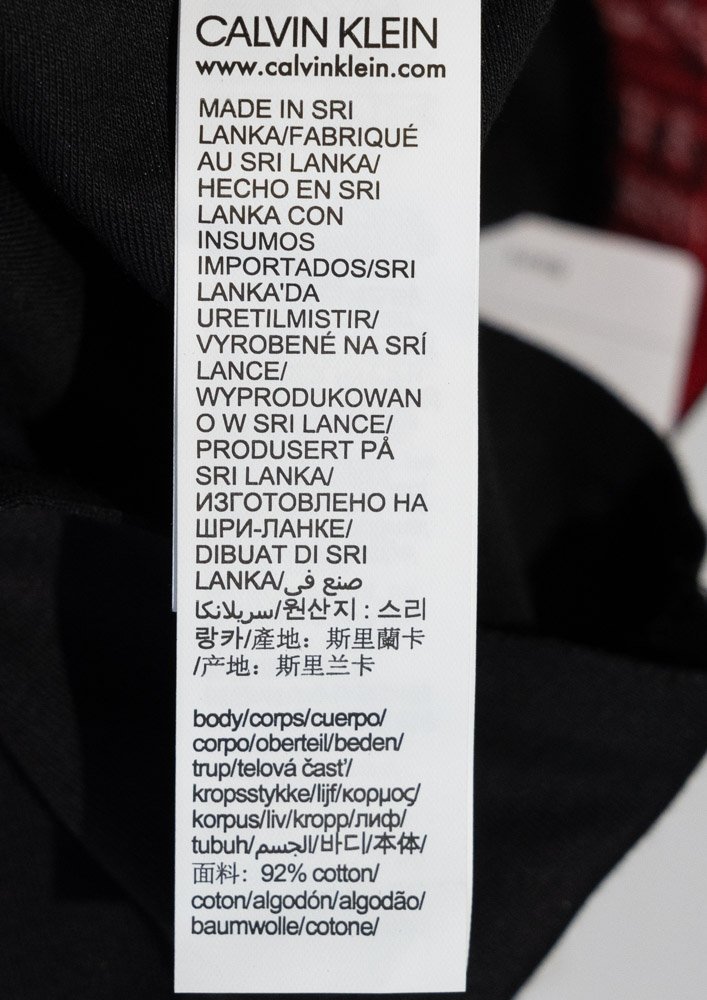 CALVIN KLEIN
www.calvinklein.com
MADE IN SRI
LANKA/FABRIQUÉ
AU SRI LANKA/
HECHO EN SRI
LANKA CON
INSUMOS
IMPORTADOS/SRI
LANKA'DA
URETILMISTIR/
VYROBENÉ NA SRÍ
LANCE/
WYPRODUKOWAN
O W SRI LANCE/
PRODUSERT PÅ
SRI LANKA/
ИЗГОТОВЛЕНО НА
ШРИ-ЛАНКЕ/
DIBUAT DI SRI
LANKA/صنع في
سريلانكا/원산지 : 스리
랑카/產地：斯里蘭卡
/产地：斯里兰卡
body/corps/cuerpo/
corpo/oberteil/beden/
trup/telová časť/
kropsstykke/lijf/κορμος/
korpus/liv/kropp/лиф/
tubuh/الجسم/바디/本体/
面料：92% cotton/
coton/algodón/algodão/
baumwolle/cotone/